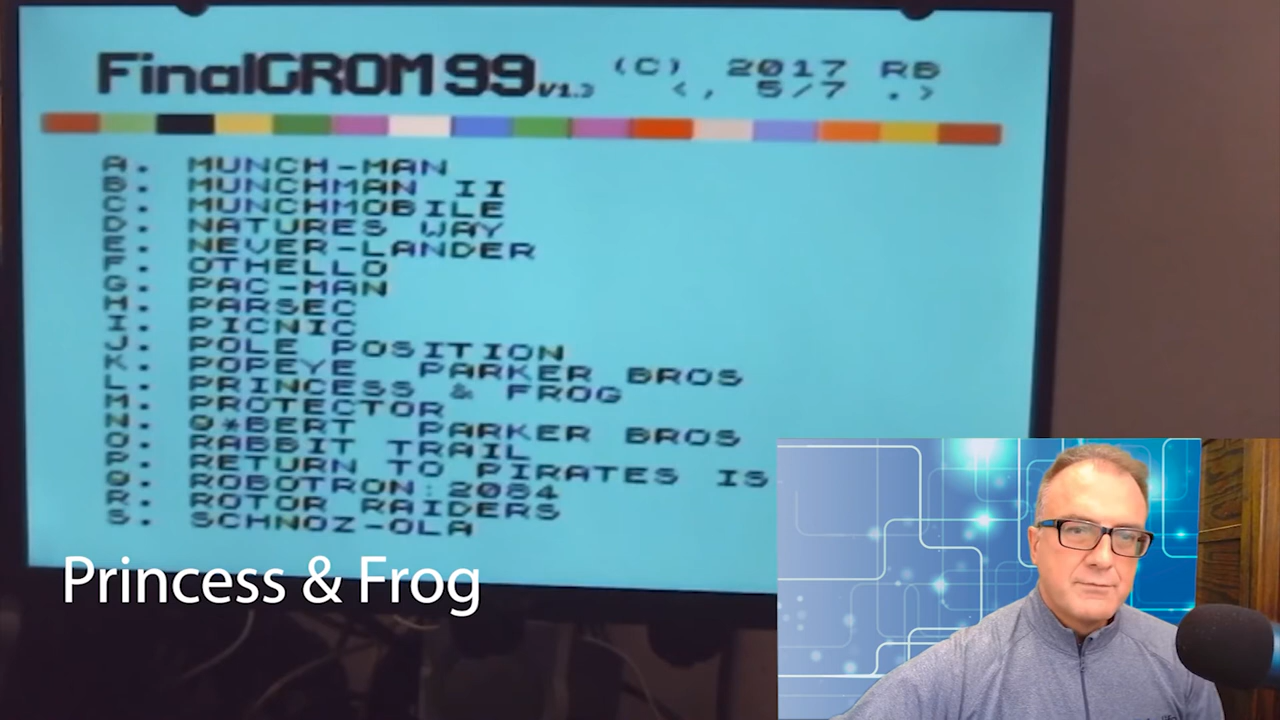 FinalGROM 99 V1.3 (C) 2017 RB
<, 5/7 .>
A. MUNCH-MAN
B. MUNCHMAN II
C. MUNCHMOBILE
D. NATURES WAY
E. NEVER-LANDER
F. OTHELLO
G. PAC-MAN
H. PARSEC
I. PICNIC
J. POLE POSITION
K. POPEYE PARKER BROS
L. PRINCESS & FROG
M. PROTECTOR
N. Q*BERT PARKER BROS
O. RABBIT TRAIL
P. RETURN TO PIRATES IS
Q. ROBOTRON:2084
R. ROTOR RAIDERS
S. SCHNOZ-OLA
Princess & Frog